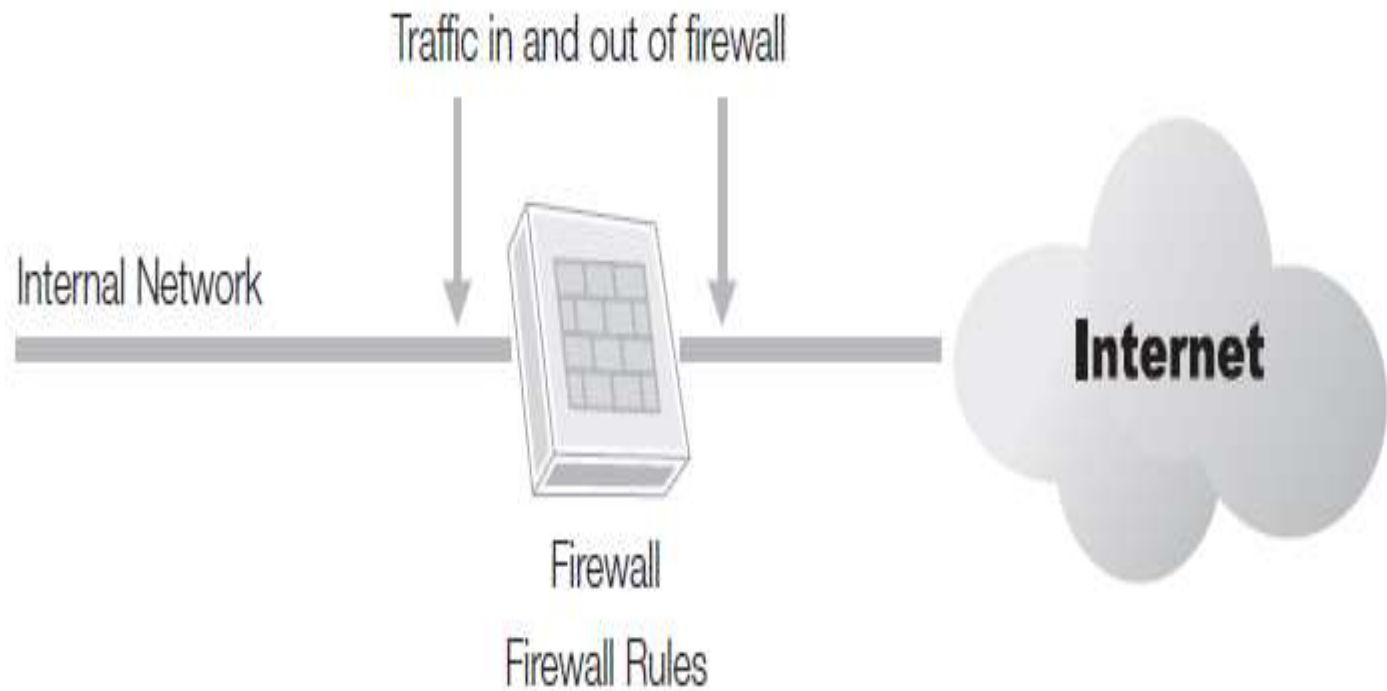 Traffic in and out of firewall
Internal Network
Internet
Firewall
Firewall Rules